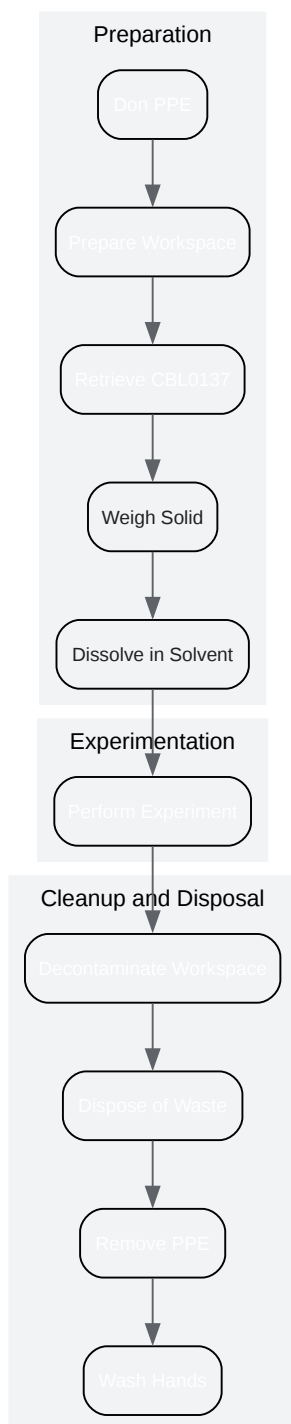 Preparation
Don PPE
Prepare Workspace
Retrieve CBL0137
Weigh Solid
Dissolve in Solvent
Experimentation
Perform Experiment
Cleanup and Disposal
Decontaminate Workspace
Dispose of Waste
Remove PPE
Wash Hands